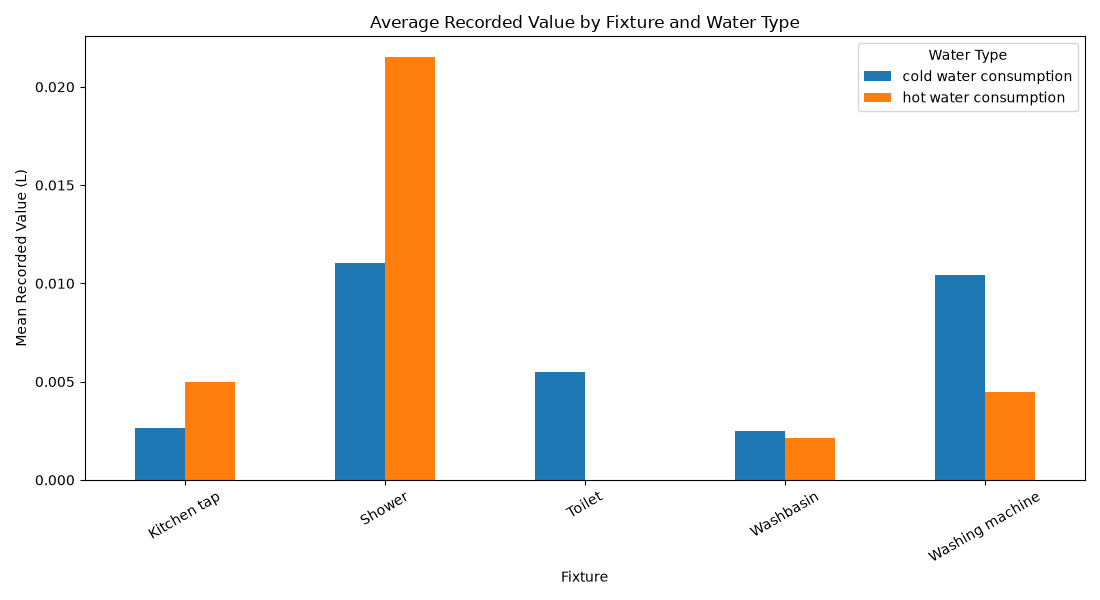 Average Recorded Value by Fixture and Water Type
Water Type
cold water consumption
hot water consumption
Mean Recorded Value (L)
0.020
0.015
0.010
0.005
0.000
Kitchen tap
Shower
Toilet
Washbasin
Washing machine
Fixture